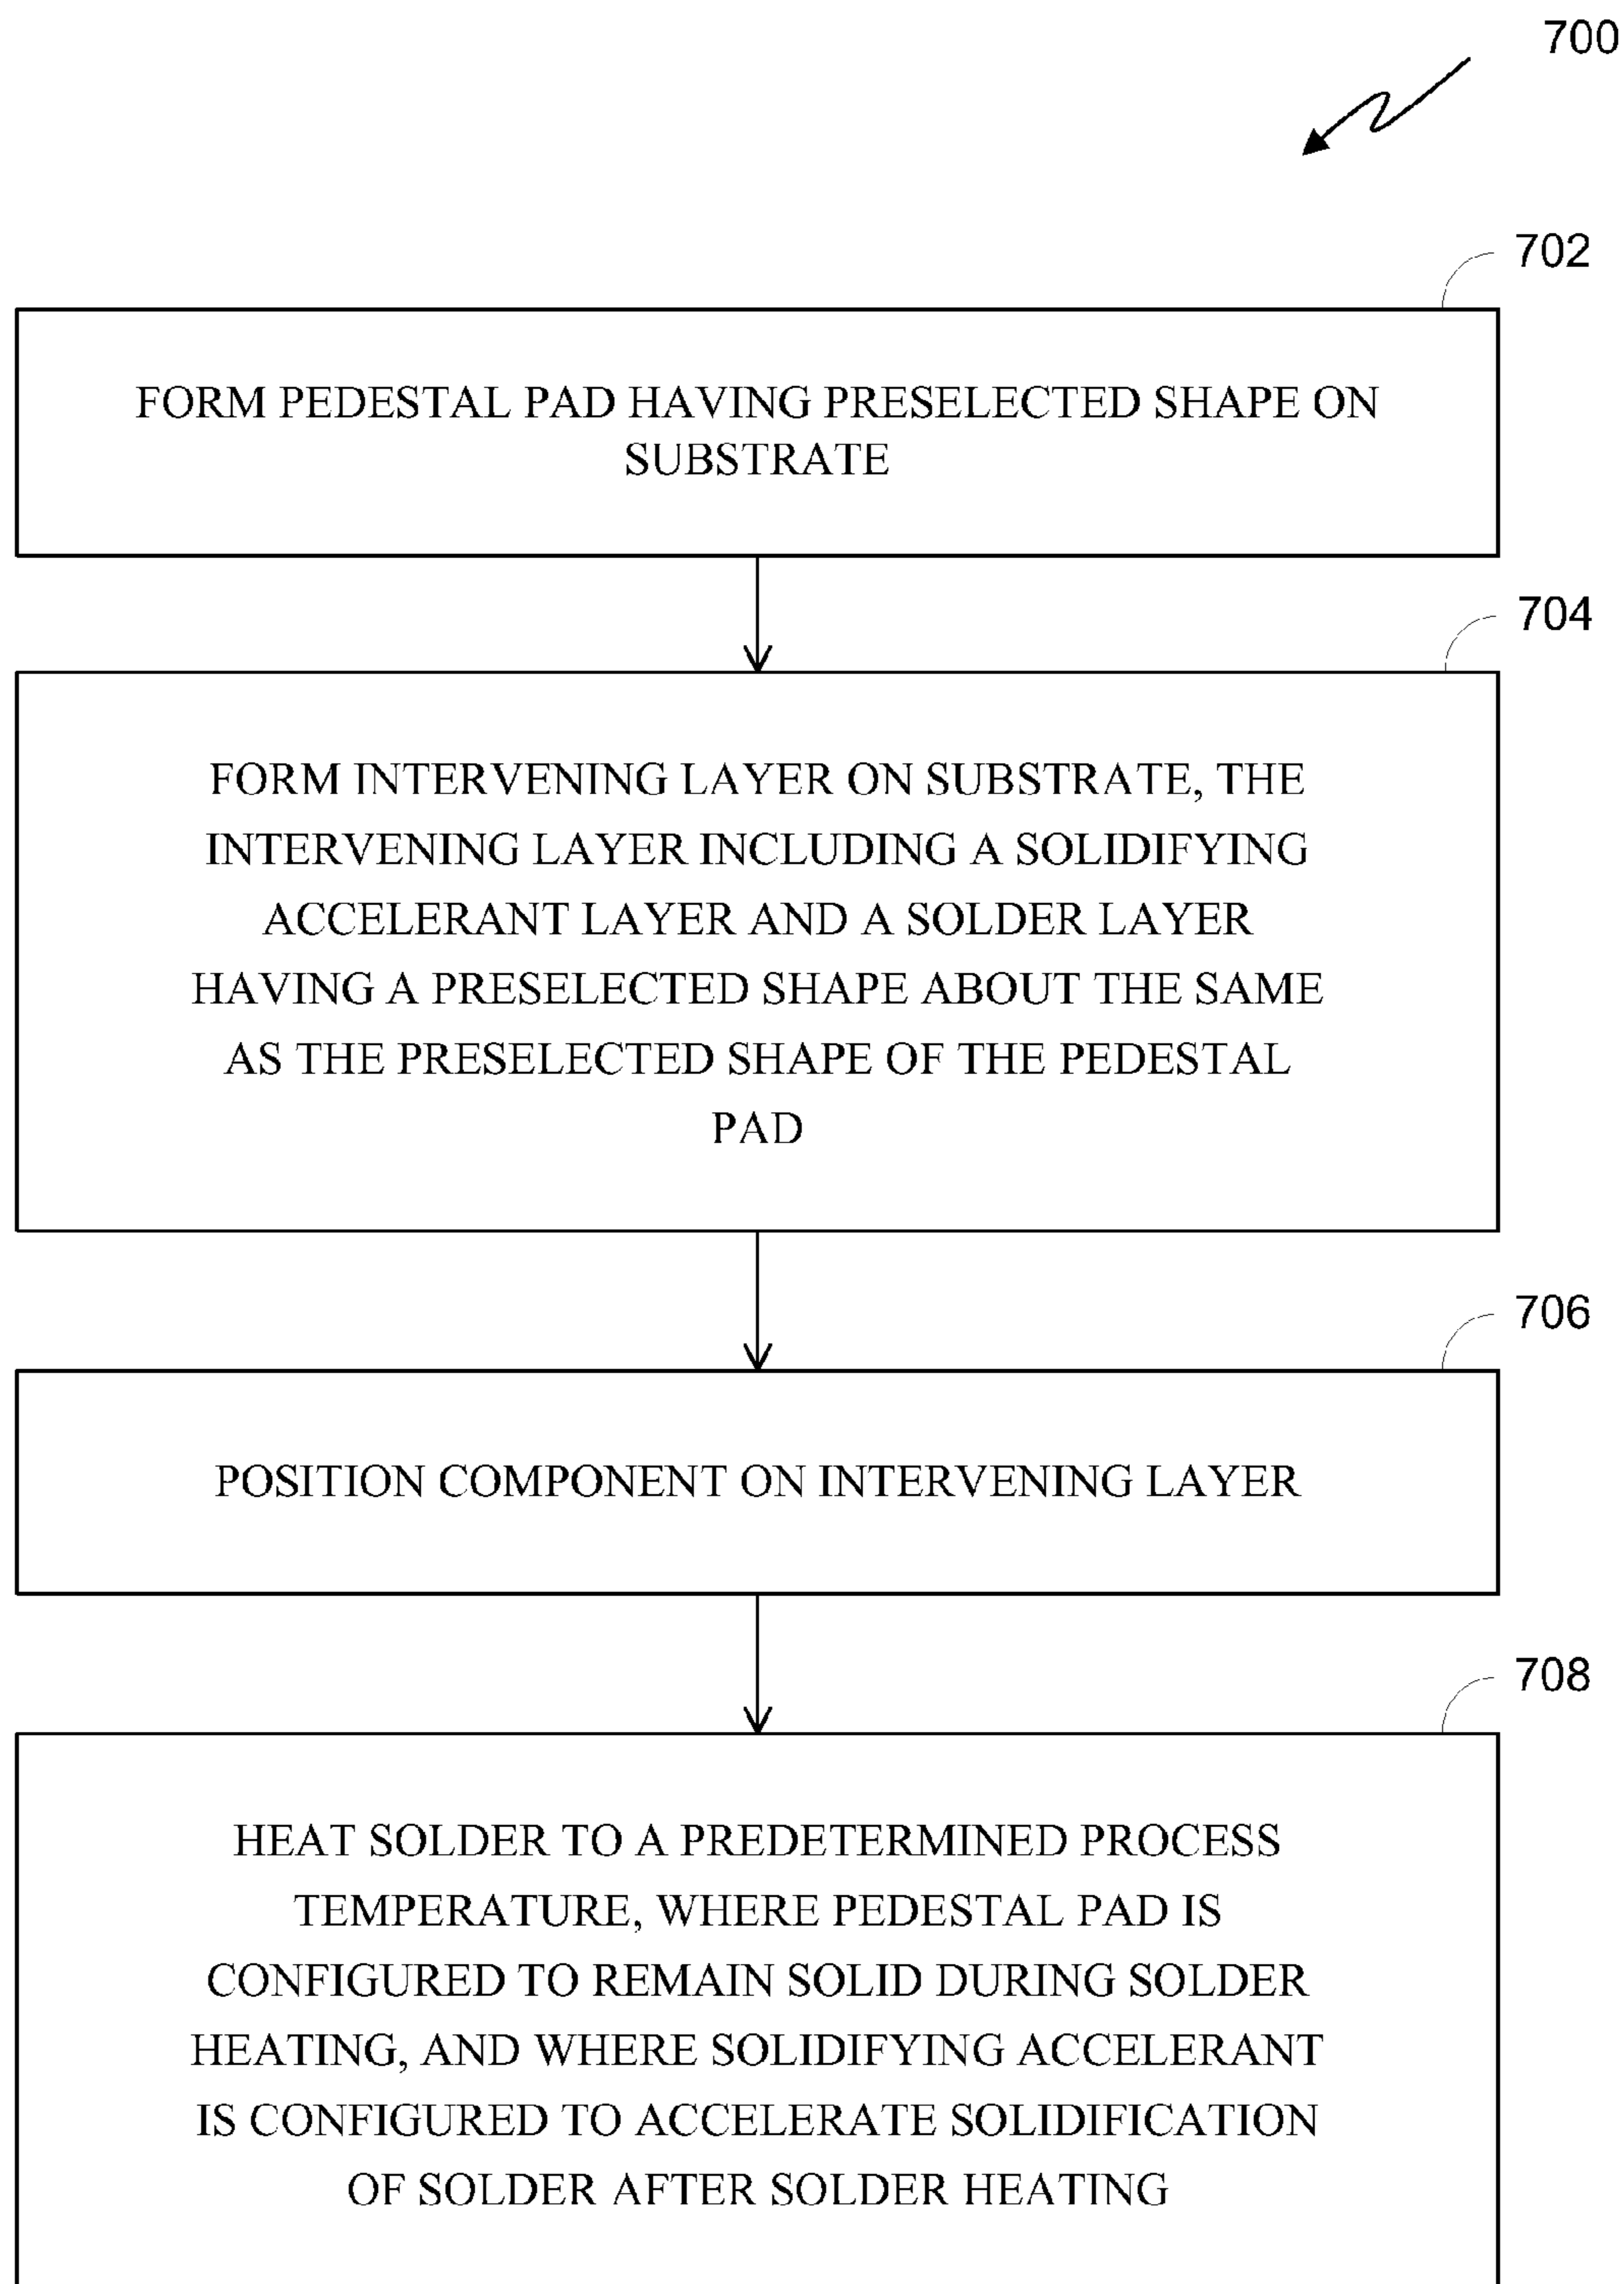 700
702
FORM PEDESTAL PAD HAVING PRESELECTED SHAPE ON
SUBSTRATE
704
FORM INTERVENING LAYER ON SUBSTRATE, THE
INTERVENING LAYER INCLUDING A SOLIDIFYING
ACCELERANT LAYER AND A SOLDER LAYER
HAVING A PRESELECTED SHAPE ABOUT THE SAME
AS THE PRESELECTED SHAPE OF THE PEDESTAL
PAD
706
POSITION COMPONENT ON INTERVENING LAYER
708
HEAT SOLDER TO A PREDETERMINED PROCESS
TEMPERATURE, WHERE PEDESTAL PAD IS
CONFIGURED TO REMAIN SOLID DURING SOLDER
HEATING, AND WHERE SOLIDIFYING ACCELERANT
IS CONFIGURED TO ACCELERATE SOLIDIFICATION
OF SOLDER AFTER SOLDER HEATING